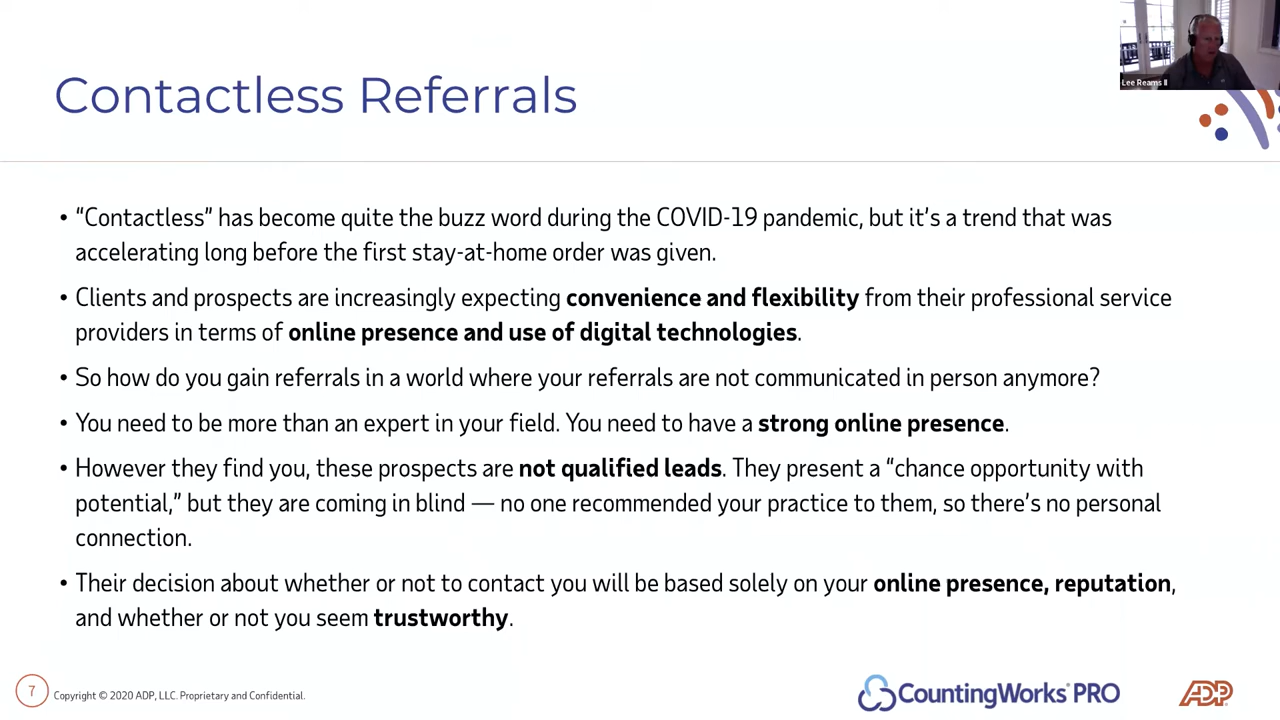 Lee Reams II
Contactless Referrals
• “Contactless” has become quite the buzz word during the COVID-19 pandemic, but it’s a trend that was
accelerating long before the first stay-at-home order was given.
• Clients and prospects are increasingly expecting convenience and flexibility from their professional service
providers in terms of online presence and use of digital technologies.
• So how do you gain referrals in a world where your referrals are not communicated in person anymore?
• You need to be more than an expert in your field. You need to have a strong online presence.
• However they find you, these prospects are not qualified leads. They present a “chance opportunity with
potential,” but they are coming in blind — no one recommended your practice to them, so there’s no personal
connection.
• Their decision about whether or not to contact you will be based solely on your online presence, reputation,
and whether or not you seem trustworthy.
7
Copyright © 2020 ADP, LLC. Proprietary and Confidential.
CountingWorks® PRO
ADP